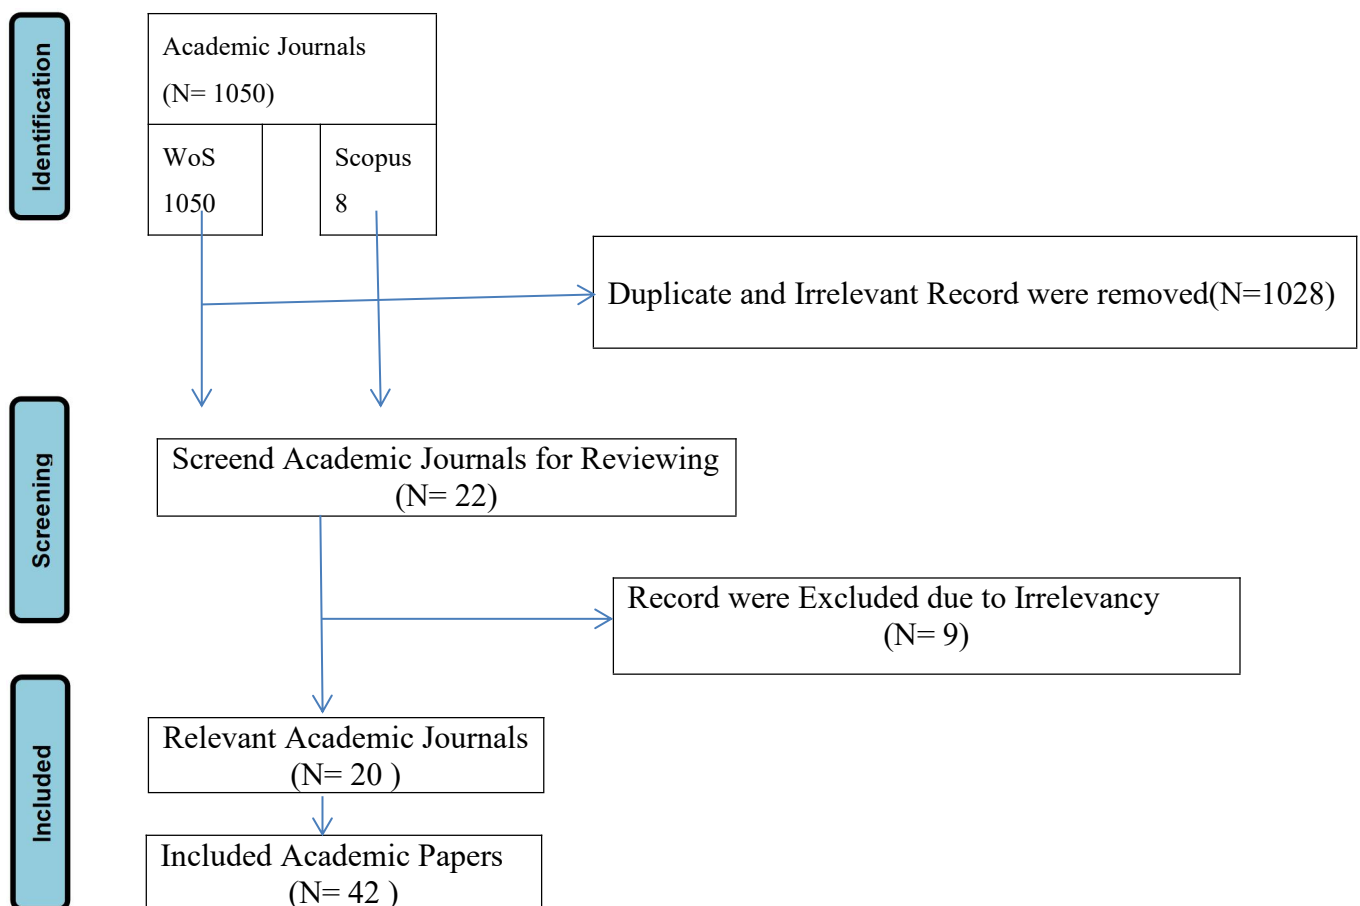 Identification
Academic Journals
(N= 1050)
WoS
1050
Scopus
8
Duplicate and Irrelevant Record were removed(N=1028)
Screening
Screend Academic Journals for Reviewing
(N= 22)
Record were Excluded due to Irrelevancy
(N= 9)
Included
Relevant Academic Journals
(N= 20 )
Included Academic Papers
(N= 42 )